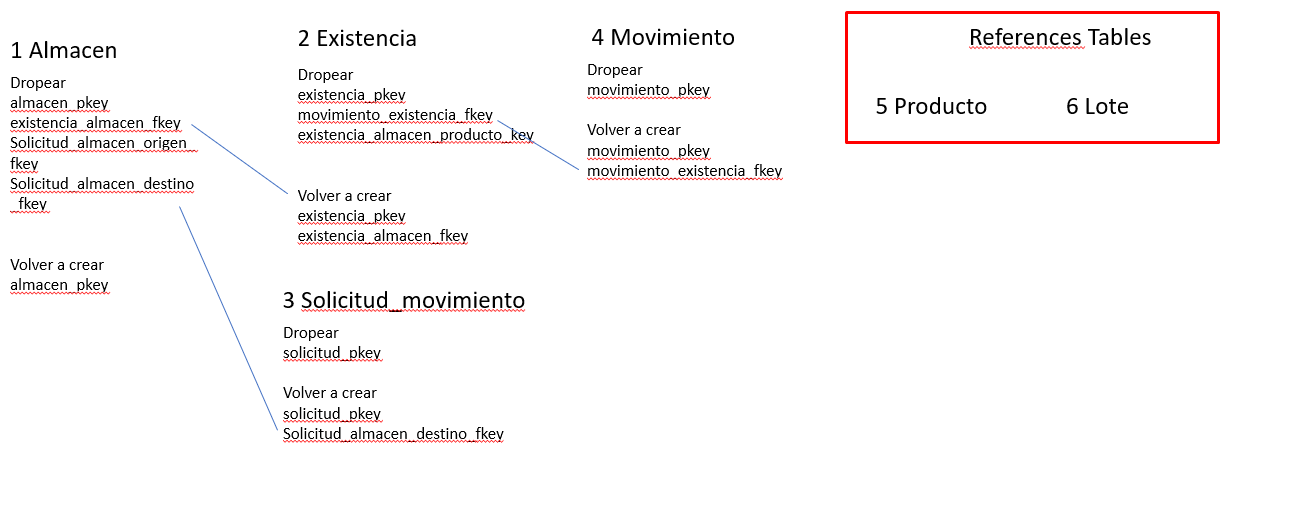 1 Almacen
Dropear
almacen_pkey
existencia_almacen_fkey
Solicitud_almacen_origen_
fkey
Solicitud_almacen_destino
_fkey
Volver a crear
almacen_pkey
2 Existencia
Dropear
existencia_pkey
movimiento_existencia_fkey
existencia_almacen_producto_key
Volver a crear
existencia_pkey
existencia_almacen_fkey
3 Solicitud_movimiento
Dropear
solicitud_pkey
Volver a crear
solicitud_pkey
Solicitud_almacen_destino_fkey
4 Movimiento
Dropear
movimiento_pkey
Volver a crear
movimiento_pkey
movimiento_existencia_fkey
References Tables
5 Producto
6 Lote